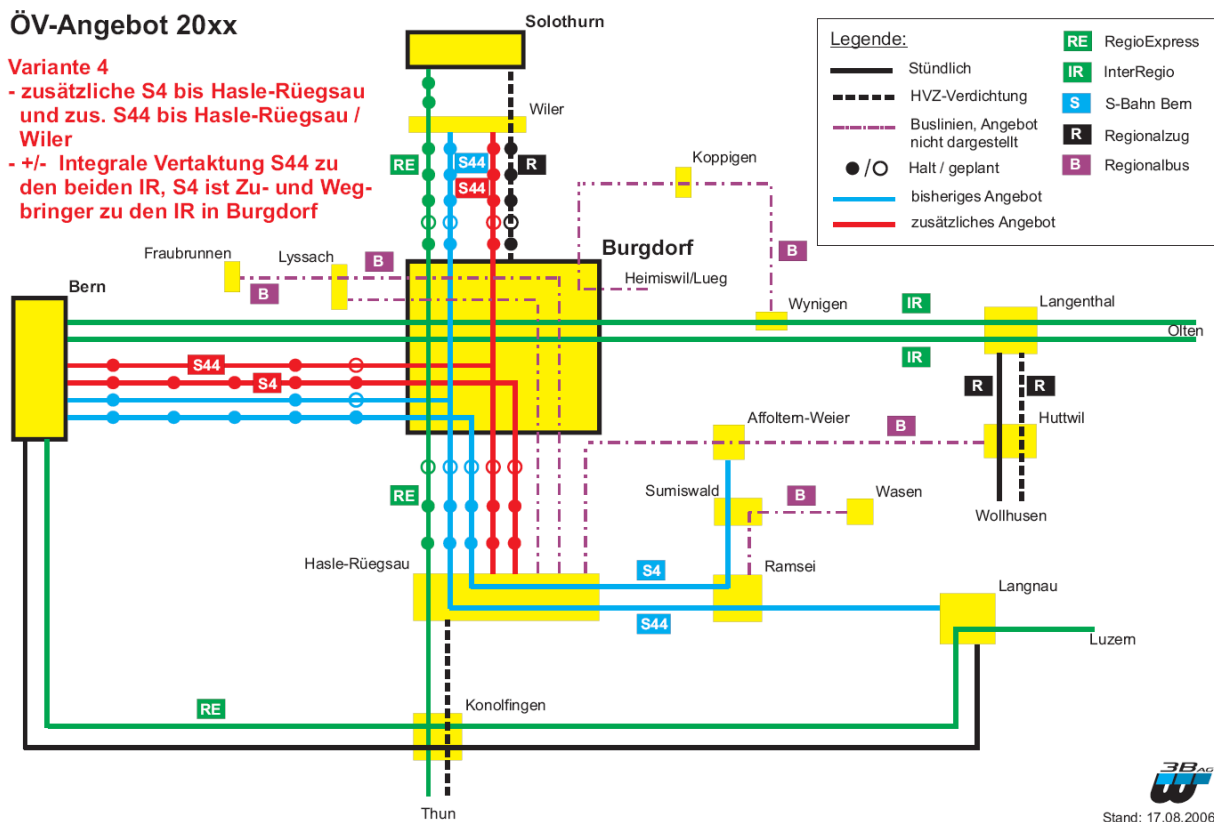 ÖV-Angebot 20xx
Variante 4
- zusätzliche S4 bis Hasle-Rüegsau
und zus. S44 bis Hasle-Rüegsau /
Wiler
- +/- Integrale Vertaktung S44 zu
den beiden IR, S4 ist Zu- und Weg-
bringer zu den IR in Burgdorf
Solothurn
Wiler
RE
S44
R
S44
Legende:
Stündlich
HVZ-Verdichtung
Buslinien, Angebot
nicht dargestellt
/
Halt / geplant
bisheriges Angebot
zusätzliches Angebot
RE RegioExpress
IR InterRegio
S S-Bahn Bern
R Regionalzug
B Regionalbus
Koppigen
B
Burgdorf
Heimiswil/Lueg
Fraubrunnen
Lyssach
B
B
Bern
Wynigen
IR
Langenthal
Olten
IR
S44
S4
R
R
Affoltern-Weier
B
Huttwil
RE
Sumiswald
B
Wasen
Wollhusen
Hasle-Rüegsau
S4
Ramsei
S44
Langnau
Luzern
RE
Konolfingen
Thun
3B AG
Stand: 17.08.2006